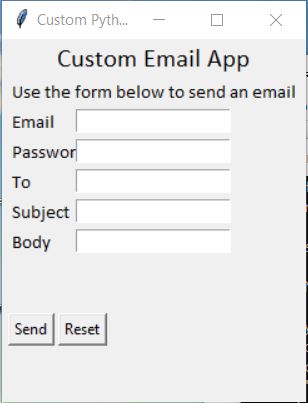 Custom Pyth...
Custom Email App
Use the form below to send an email
Email
Passwor
To
Subject
Body
Send Reset